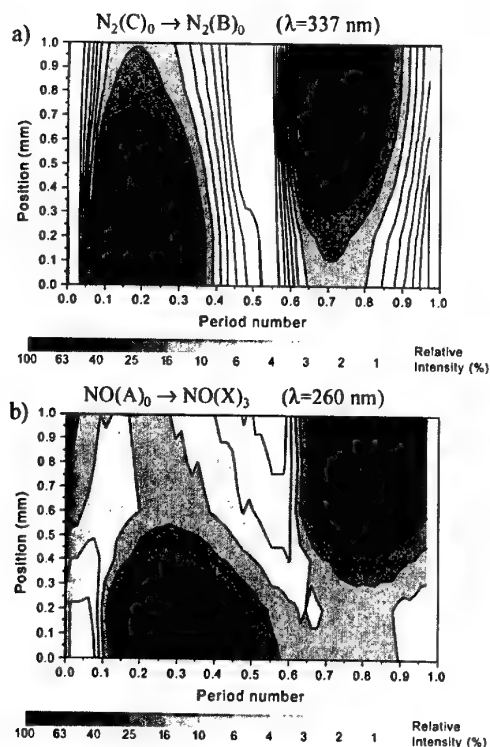 N₂(C)₀ → N₂(B)₀ (λ=337 nm)
a)
Position (mm)
1.0
0.9
0.8
0.7
0.6
0.5
0.4
0.3
0.2
0.1
0.0
0.0 0.1 0.2 0.3 0.4 0.5 0.6 0.7 0.8 0.9 1.0
Period number
100 63 40 25 16 10 6 4 3 2 1
Relative
Intensity (%)
NO(A)₀ → NO(X)₃ (λ=260 nm)
b)
Position (mm)
1.0
0.9
0.8
0.7
0.6
0.5
0.4
0.3
0.2
0.1
0.0
0.0 0.1 0.2 0.3 0.4 0.5 0.6 0.7 0.8 0.9 1.0
Period number
100 63 40 25 16 10 6 4 3 2 1
Relative
Intensity (%)